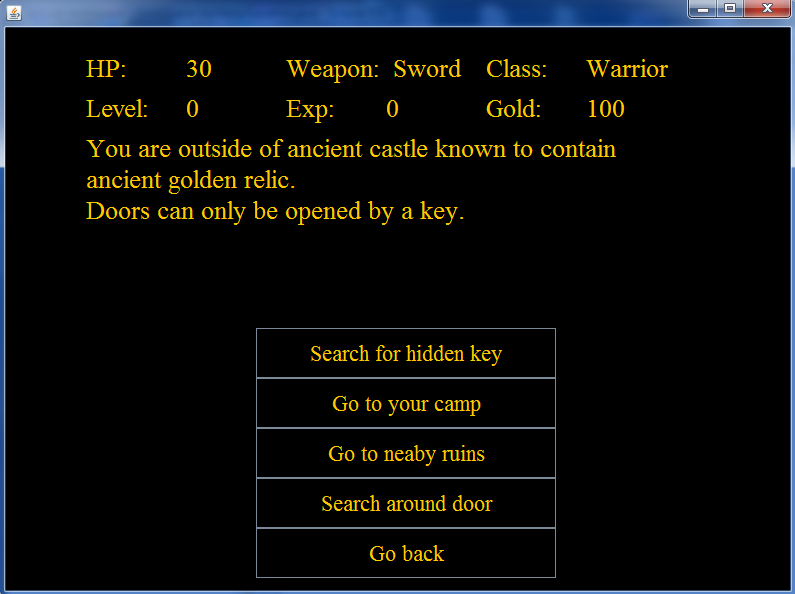 HP: 30 Weapon: Sword Class: Warrior
Level: 0 Exp: 0 Gold: 100
You are outside of ancient castle known to contain
ancient golden relic.
Doors can only be opened by a key.
Search for hidden key
Go to your camp
Go to neaby ruins
Search around door
Go back